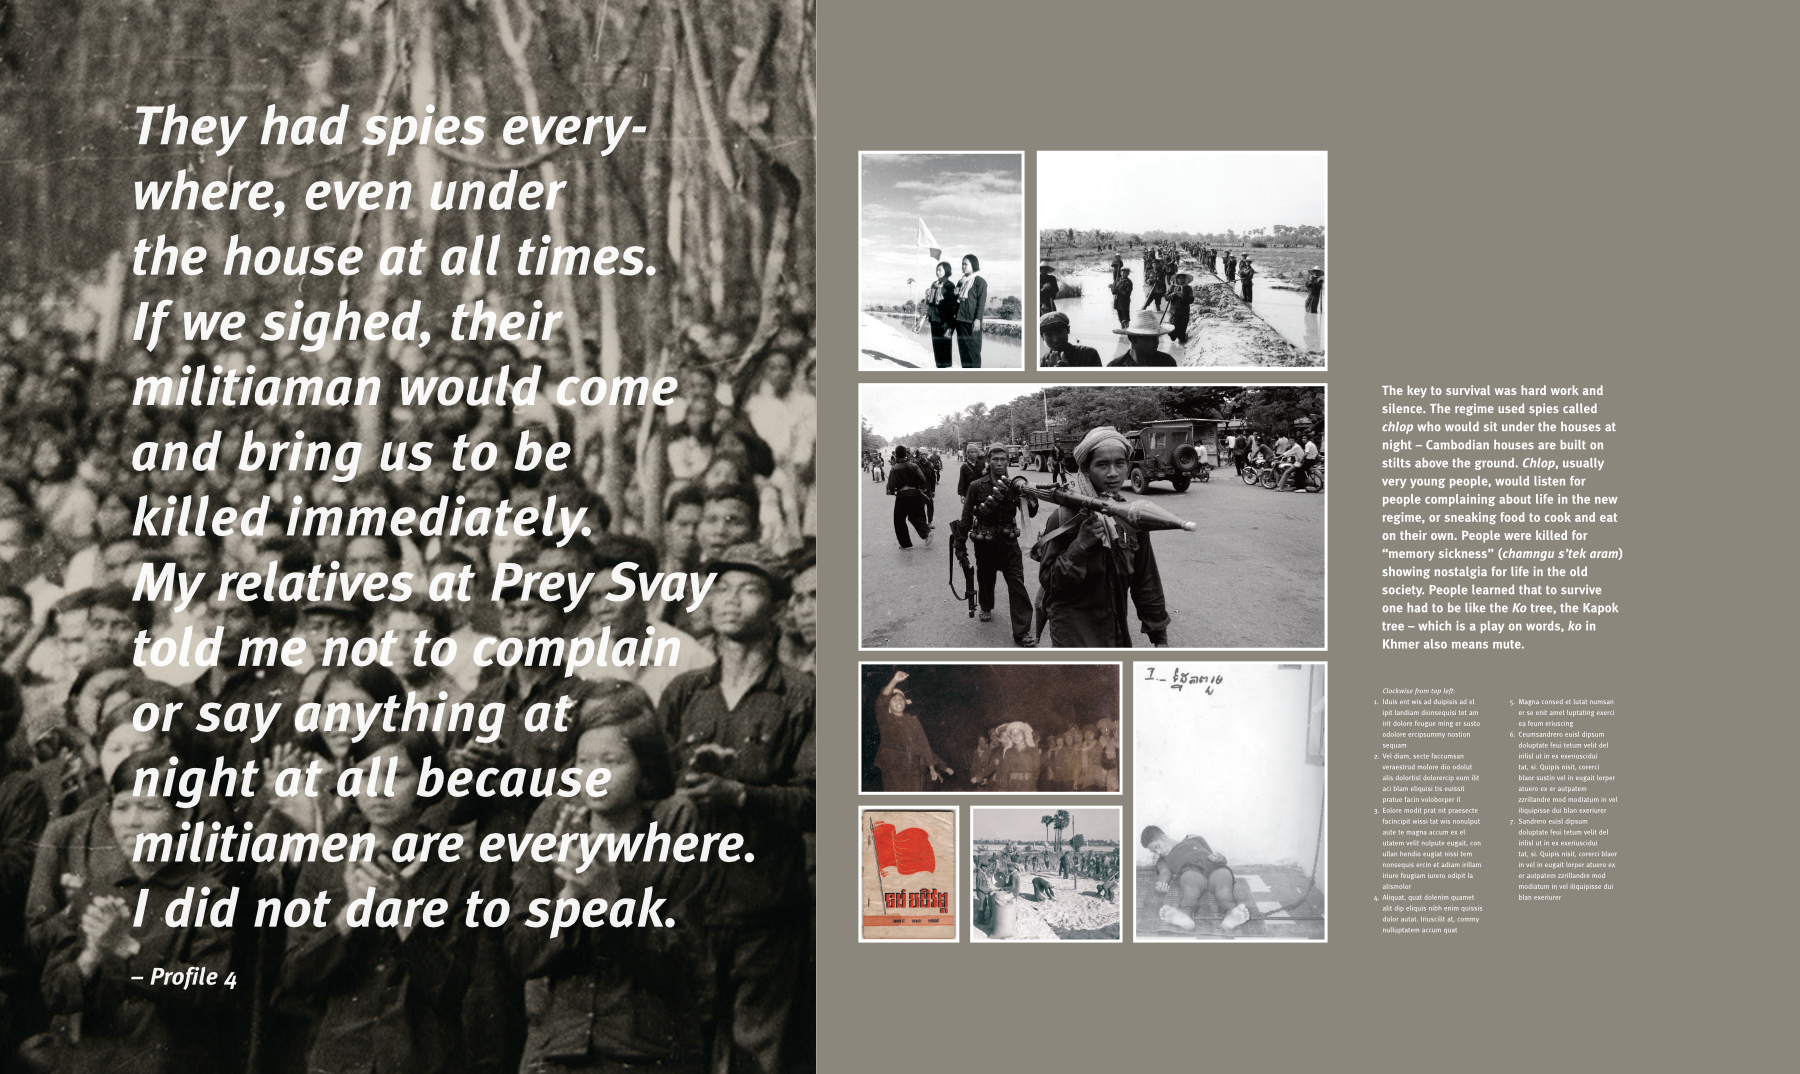 They had spies every-
where, even under
the house at all times.
If we sighed, their
militiaman would come
and bring us to be
killed immediately.
My relatives at Prey Svay
told me not to complain
or say anything at
night at all because
militiamen are everywhere.
I did not dare to speak.
– Profile 4
The key to survival was hard work and
silence. The regime used spies called
chlop who would sit under the houses at
night – Cambodian houses are built on
stilts above the ground. Chlop, usually
very young people, would listen for
people complaining about life in the new
regime, or sneaking food to cook and eat
on their own. People were killed for
“memory sickness” (chamngu s’tek aram)
showing nostalgia for life in the old
society. People learned that to survive
one had to be like the Ko tree, the Kapok
tree – which is a play on words, ko in
Khmer also means mute.
Clockwise from top left:
1. Iduis ent wis ad duipisis ad el
ipit landiam dionsequisi tet am
irit dolore feugue ming er susto
odolore ercipsummy nostion
sequam
2. Vel diam, secte faccumsan
veraestrud molore dio odolut
alis dolortisl dolorercip eum ilit
aci blam eliquisi tis euissit
pratue facin voloborper il
3. Eolore modit prat nit praesecte
facincipit wissi tat wis nonulput
aute te magna accum ex el
utatem velit nulpute eugait, con
ullan hendio eugiat nissi tem
nonsequis ercin et adiam irillam
iriure feugiam iurero odipit la
alismolor
4. Aliquat, quat dolenim quamet
alit dip eliquis nibh enim quissis
dolor autat. Iriuscilit at, commy
nulluptatem accum quat
5. Magna consed et lutat numsan
er se enit amet luptating exerci
ea feum eriuscing
6. Ceumsandrero euisl dipsum
doluptate feui tetum velit del
irilisl ut in ex exeriuscidui
tat, si. Quipis nisit, corerci
blaor sustin vel in eugait lorper
atuero ex er autpatem
zzrillandre mod modiatum in vel
iliquipisse dui blan exeriurer
7. Sandrero euisl dipsum
doluptate feui tetum velit del
irilisl ut in ex exeriuscidui
tat, si. Quipis nisit, corerci blaor
in vel in eugait lorper atuero ex
er autpatem zzrillandre mod
modiatum in vel iliquipisse dui
blan exeriurer